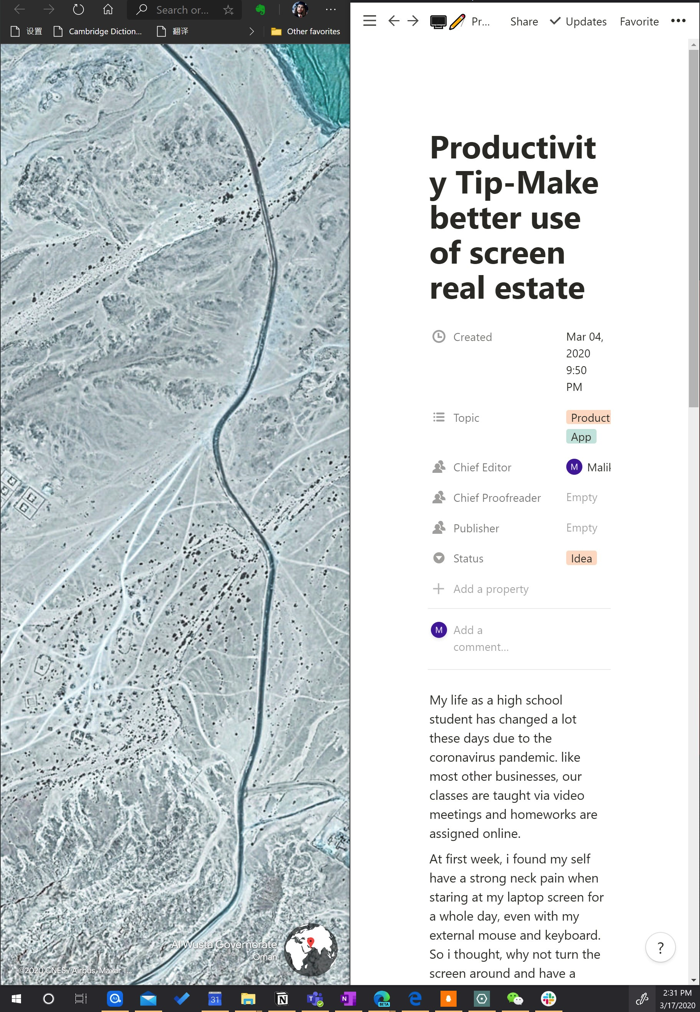 Search or...
设置
Cambridge Diction...
翻译
Other favorites
Al Wusta Governorate
Oman
Pr...
Share
Updates
Favorite
Productivit
y Tip-Make
better use
of screen
real estate
Created
Mar 04,
2020
9:50
PM
Topic
Product
App
Chief Editor
M
Malil
Chief Proofreader
Empty
Publisher
Empty
Status
Idea
Add a property
M
Add a
comment...
My life as a high school
student has changed a lot
these days due to the
coronavirus pandemic. like
most other businesses, our
classes are taught via video
meetings and homeworks are
assigned online.
At first week, i found my self
have a strong neck pain when
staring at my laptop screen for
a whole day, even with my
external mouse and keyboard.
So i thought, why not turn the
screen around and have a
?
31
2:31 PM
3/17/2020